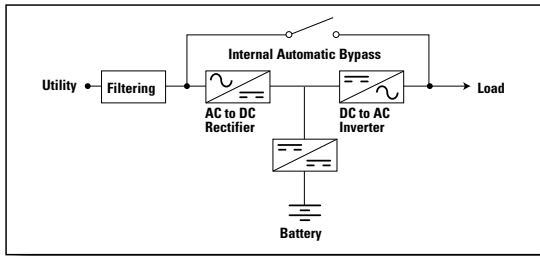 Internal Automatic Bypass
Utility
Filtering
AC to DC
Rectifier
DC to AC
Inverter
Load
Battery